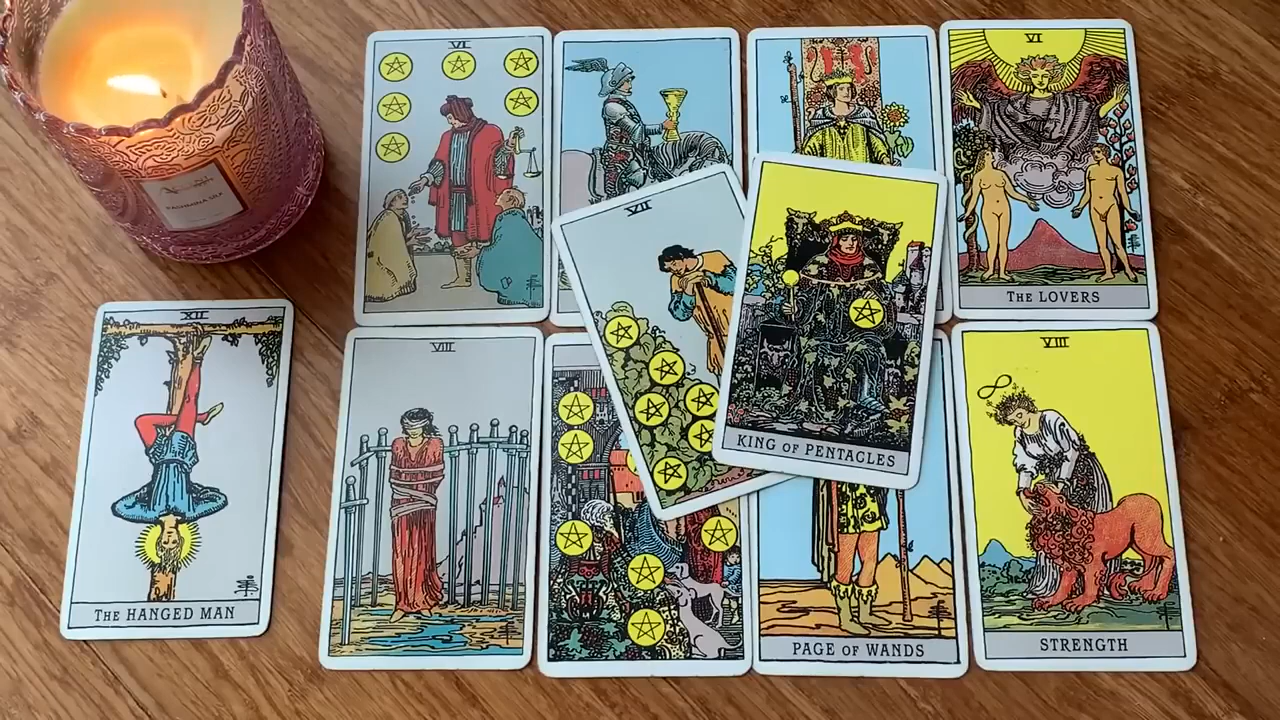 VI
VI
THE LOVERS
VII
KING OF PENTACLES
XII
THE HANGED MAN
VIII
PAGE OF WANDS
VIII
STRENGTH